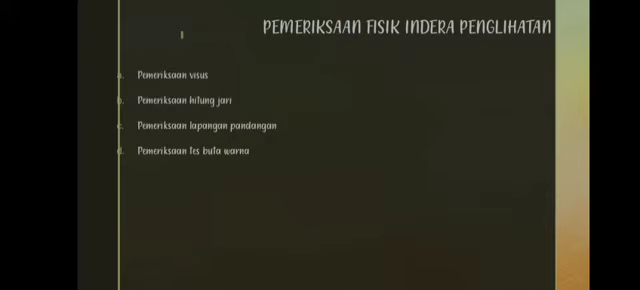 PEMERIKSAAN FISIK INDERA PENGLIHATAN
a. Pemeriksaan visus
b. Pemeriksaan hitung jari
c. Pemeriksaan lapangan pandangan
d. Pemeriksaan tes buta warna